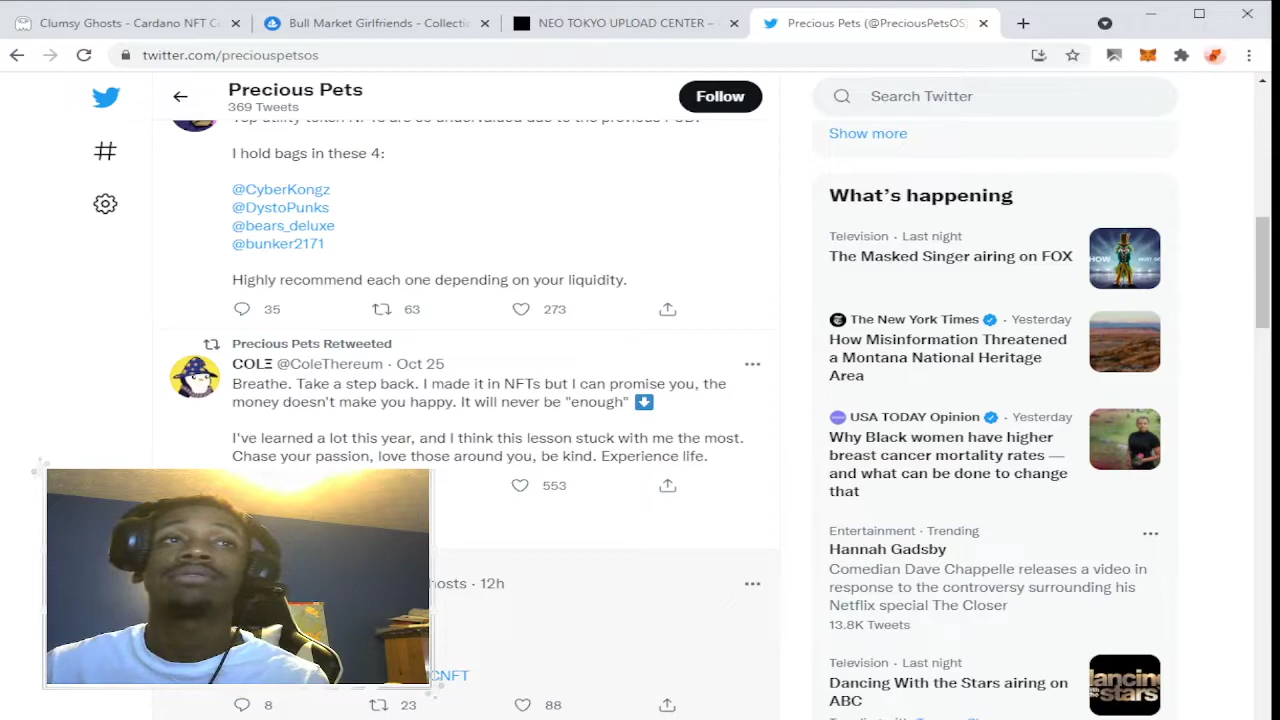 Clumsy Ghosts - Cardano NFT C
Bull Market Girlfriends - Collectio
NEO TOKYO UPLOAD CENTER –
Precious Pets (@PreciousPetsOS)
twitter.com/preciouspetsos
Precious Pets
369 Tweets
Follow
I hold bags in these 4:
@CyberKongz
@DystoPunks
@bears_deluxe
@bunker2171
Highly recommend each one depending on your liquidity.
35 63 273
Precious Pets Retweeted
COLΞ @ColeThereum · Oct 25
Breathe. Take a step back. I made it in NFTs but I can promise you, the
money doesn't make you happy. It will never be "enough"
I've learned a lot this year, and I think this lesson stuck with me the most.
Chase your passion, love those around you, be kind. Experience life.
553
hosts · 12h
CNFT
8 23 88
Search Twitter
Show more
What's happening
Television · Last night
The Masked Singer airing on FOX
The New York Times · Yesterday
How Misinformation Threatened
a Montana National Heritage
Area
USA TODAY Opinion · Yesterday
Why Black women have higher
breast cancer mortality rates —
and what can be done to change
that
Entertainment · Trending
Hannah Gadsby
Comedian Dave Chappelle releases a video in
response to the controversy surrounding his
Netflix special The Closer
13.8K Tweets
Television · Last night
Dancing With the Stars airing on
ABC